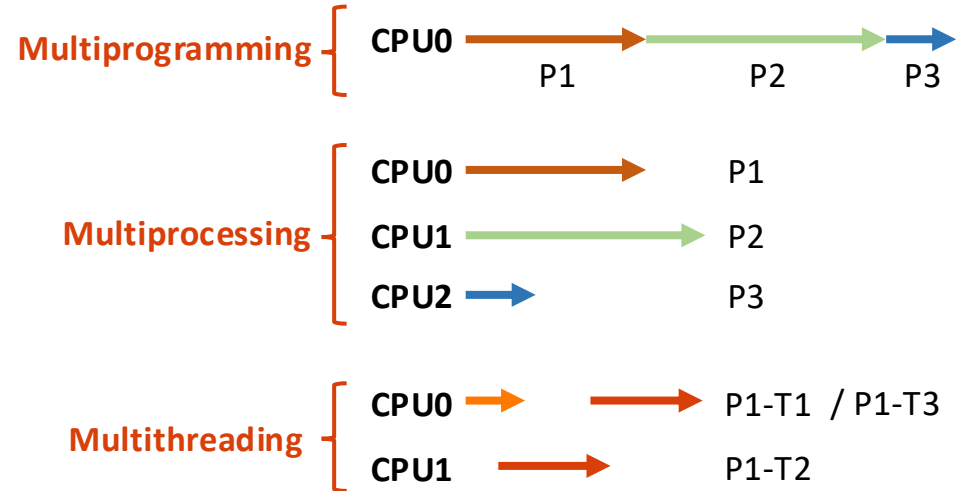 Multiprogramming
CPU0
P1 P2 P3
Multiprocessing
CPU0 P1
CPU1 P2
CPU2 P3
Multithreading
CPU0 P1-T1 / P1-T3
CPU1 P1-T2